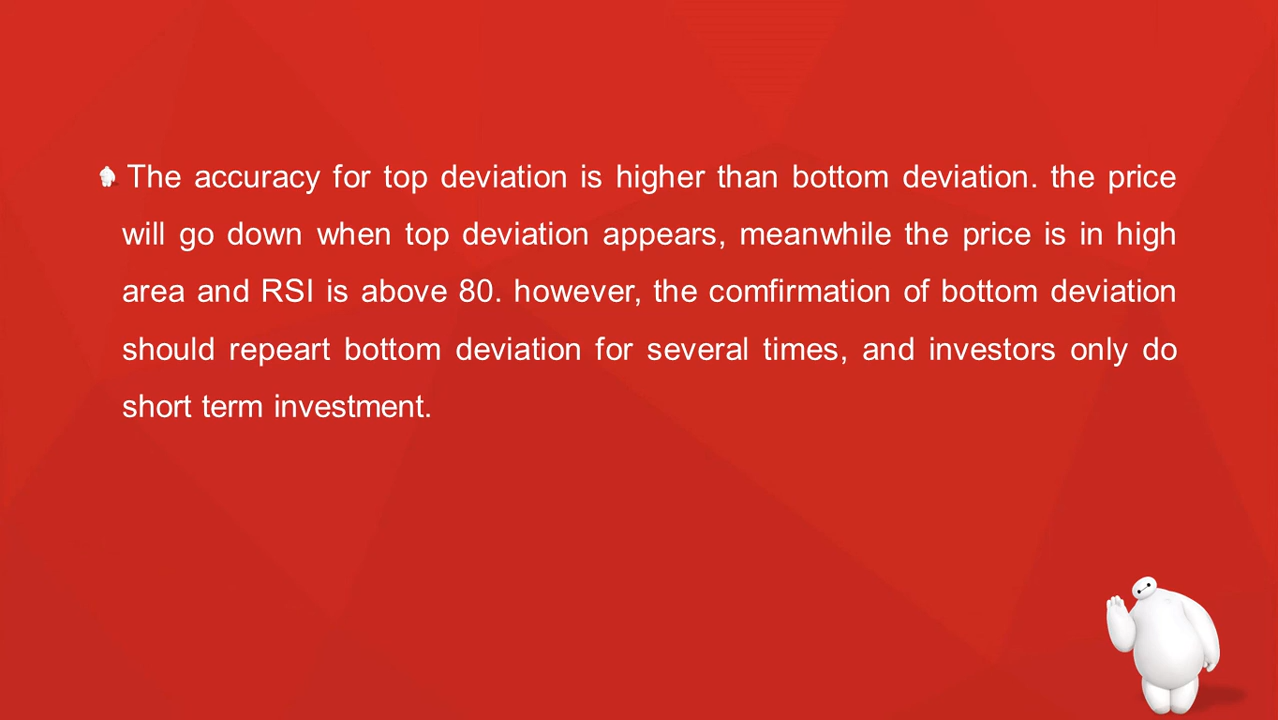 The accuracy for top deviation is higher than bottom deviation. the price
will go down when top deviation appears, meanwhile the price is in high
area and RSI is above 80. however, the comfirmation of bottom deviation
should repeart bottom deviation for several times, and investors only do
short term investment.